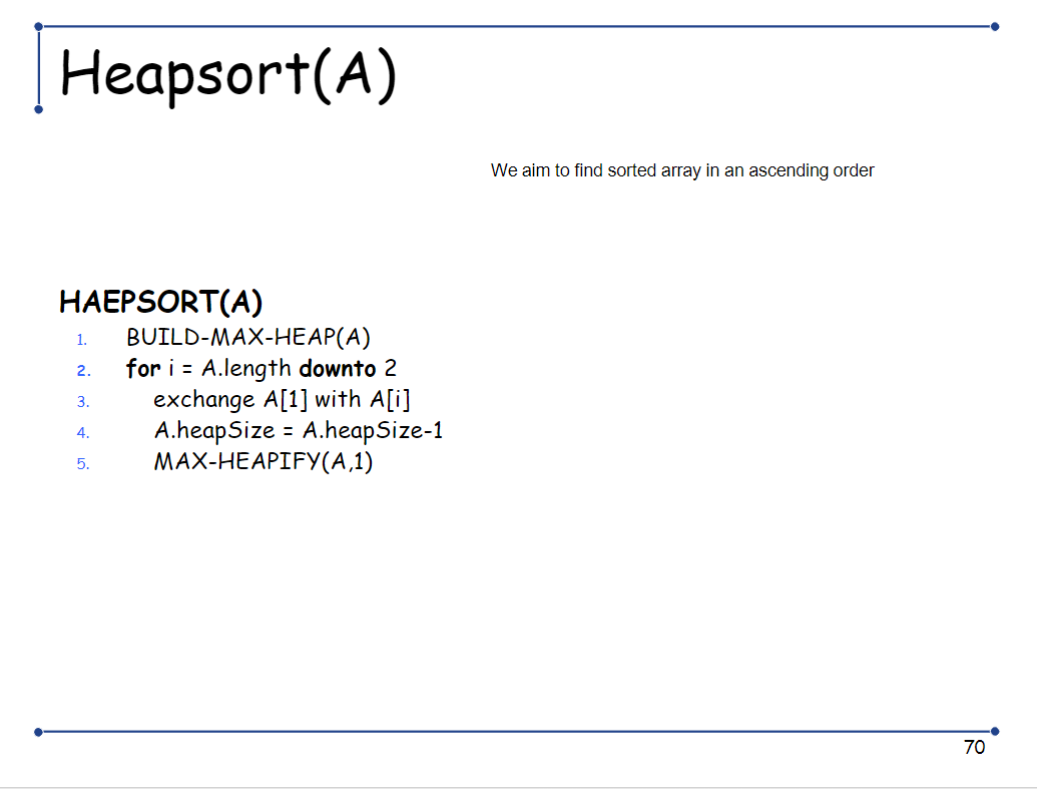 Heapsort(A)
We aim to find sorted array in an ascending order
HAEPSORT(A)
1. BUILD-MAX-HEAP(A)
2. for i = A.length downto 2
3. exchange A[1] with A[i]
4. A.heapSize = A.heapSize-1
5. MAX-HEAPIFY(A,1)
70